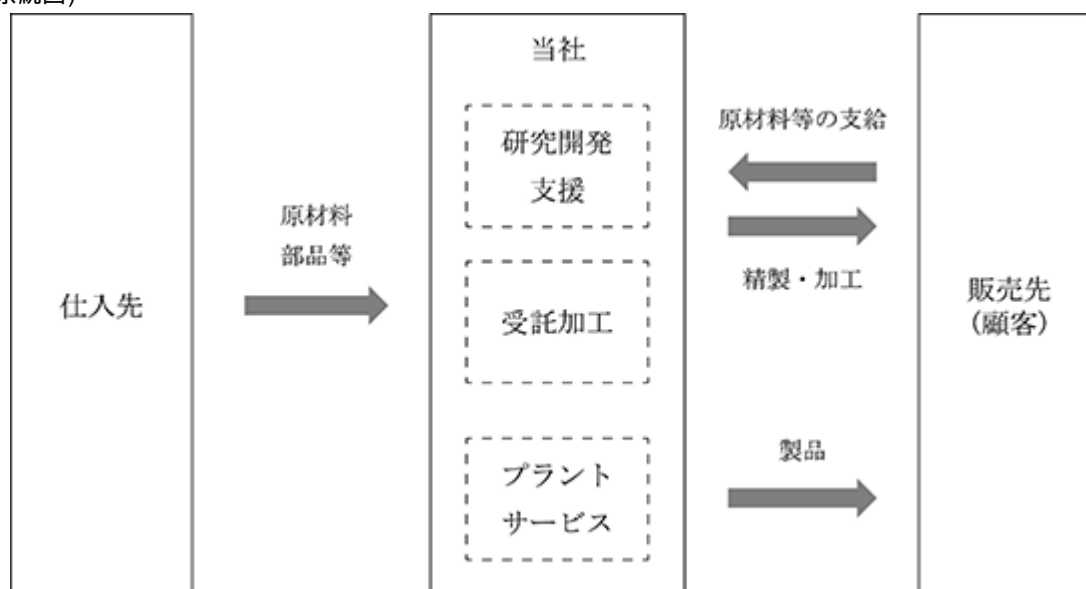 系統図)
当社
研究開発
支援
原材料等の支給
原材料
部品等
精製・加工
仕入先
受託加工
販売先
(顧客)
製品
プラント
サービス